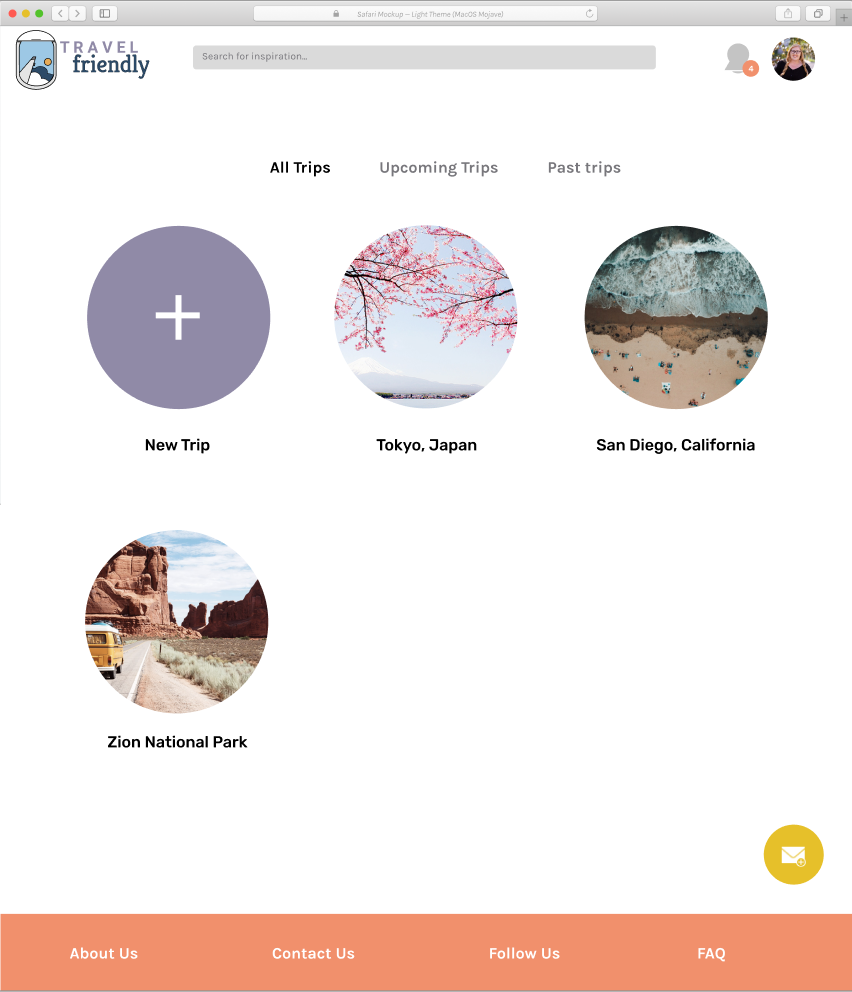 Safari Mockup – Light Theme (MacOS Mojave)
TRAVEL
friendly
Search for inspiration...
4
All Trips Upcoming Trips Past trips
New Trip Tokyo, Japan San Diego, California
Zion National Park
About Us Contact Us Follow Us FAQ